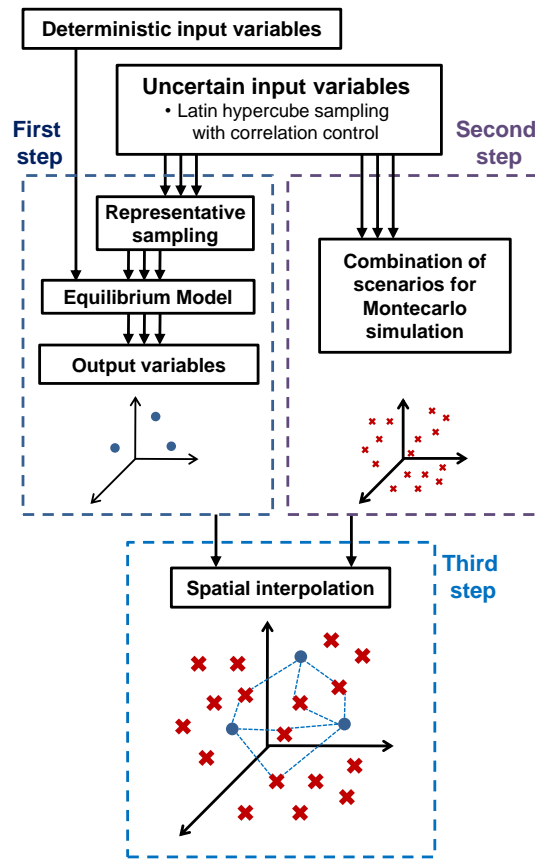 Deterministic input variables
Uncertain input variables
• Latin hypercube sampling
with correlation control
First
step
Second
step
Representative
sampling
Equilibrium Model
Output variables
Combination of
scenarios for
Montecarlo
simulation
Third
step
Spatial interpolation